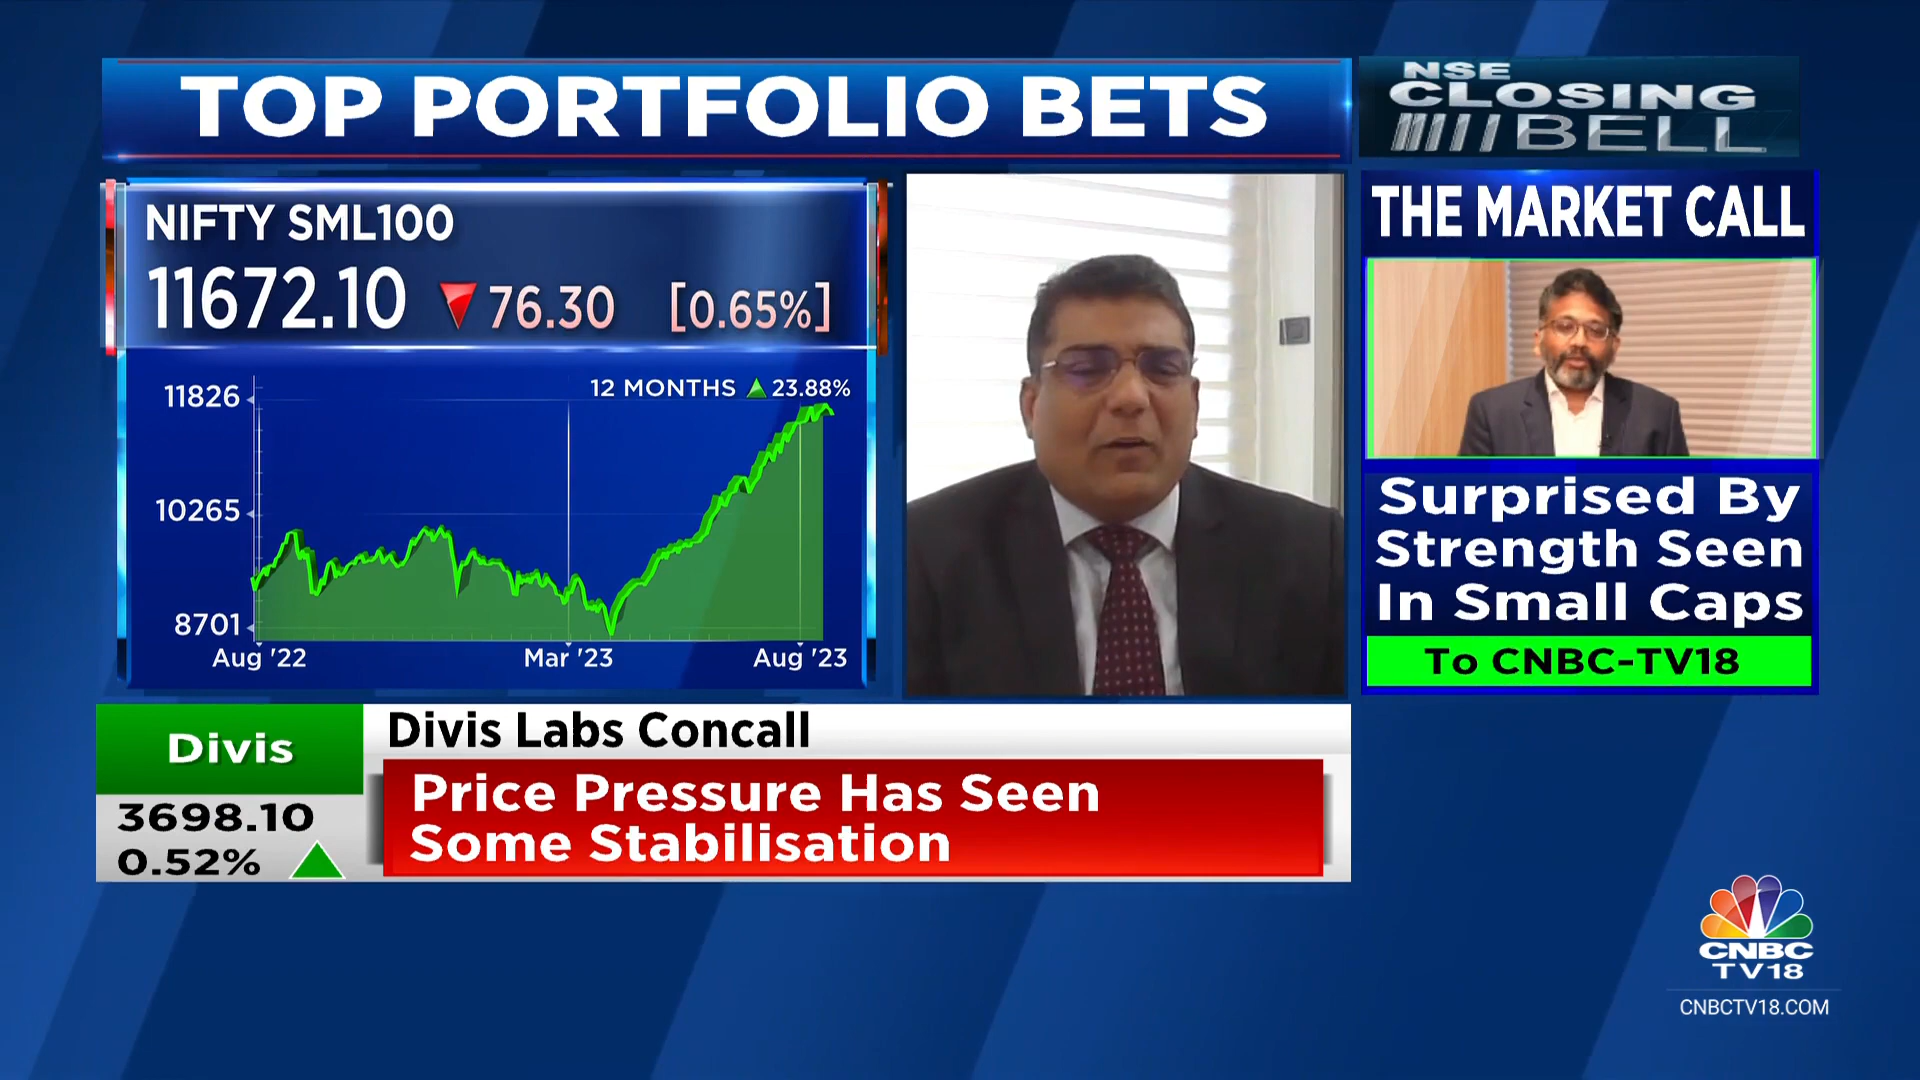 TOP PORTFOLIO BETS
NSE
CLOSING
BELL
NIFTY SML100
11672.10 ▼ 76.30 [0.65%]
12 MONTHS ▲ 23.88%
11826
10265
8701
Aug '22 Mar '23 Aug '23
THE MARKET CALL
Surprised By
Strength Seen
In Small Caps
To CNBC-TV18
Divis
3698.10
0.52% ▲
Divis Labs Concall
Price Pressure Has Seen
Some Stabilisation
CNBC
TV18
CNBCTV18.COM